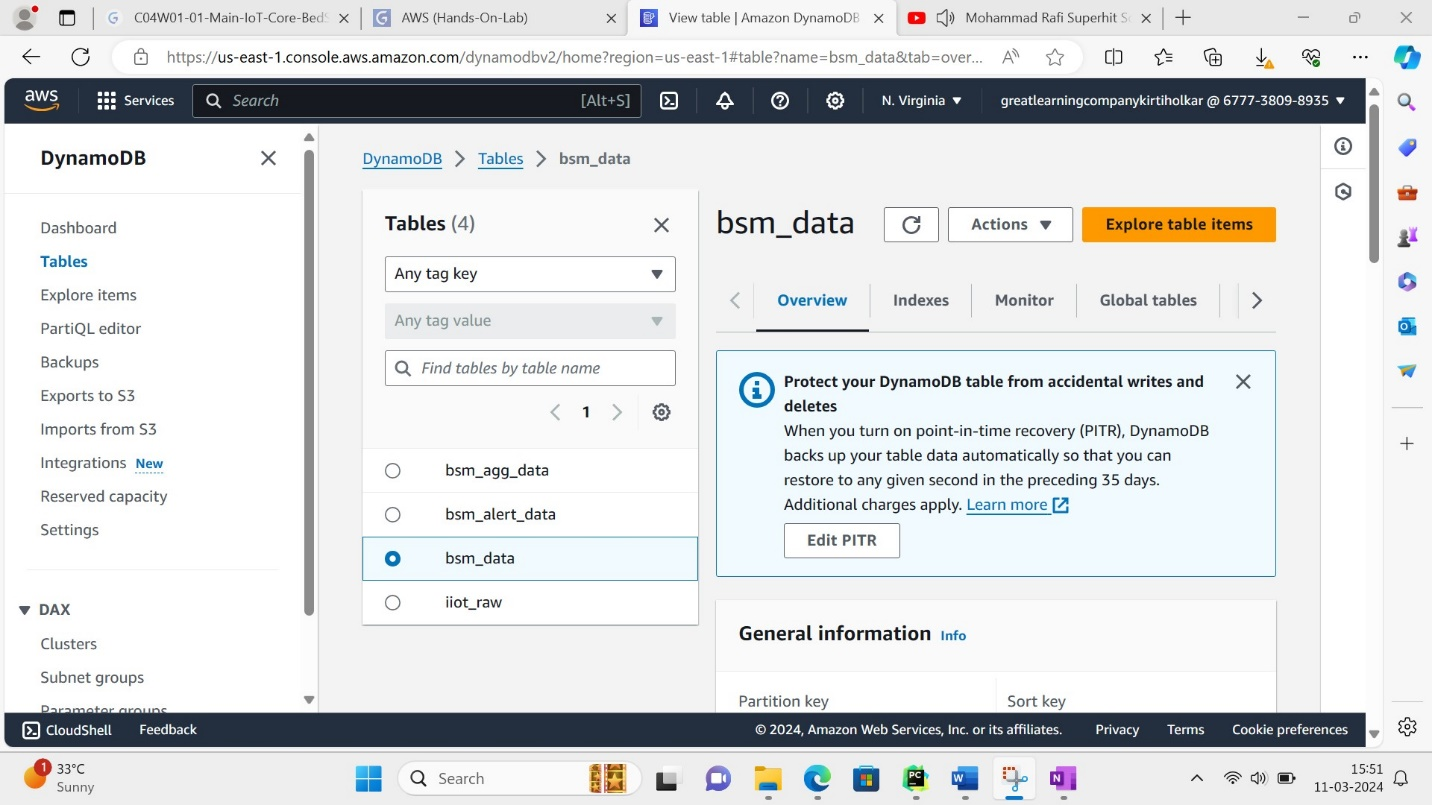 C04W01-01-Main-IoT-Core-BedS
AWS (Hands-On-Lab)
View table | Amazon DynamoDB
Mohammad Rafi Superhit So
https://us-east-1.console.aws.amazon.com/dynamodbv2/home?region=us-east-1#table?name=bsm_data&tab=over...
aws
Services
Search
[Alt+S]
N. Virginia
greatlearningcompanykirtiholkar @ 6777-3809-8935
DynamoDB
Dashboard
Tables
Explore items
PartiQL editor
Backups
Exports to S3
Imports from S3
Integrations New
Reserved capacity
Settings
DAX
Clusters
Subnet groups
Parameter groups
DynamoDB > Tables > bsm_data
Tables (4)
Any tag key
Any tag value
Find tables by table name
1
bsm_agg_data
bsm_alert_data
bsm_data
iiot_raw
bsm_data
Actions
Explore table items
Overview
Indexes
Monitor
Global tables
Protect your DynamoDB table from accidental writes and
deletes
When you turn on point-in-time recovery (PITR), DynamoDB
backs up your table data automatically so that you can
restore to any given second in the preceding 35 days.
Additional charges apply. Learn more
Edit PITR
General information Info
Partition key
Sort key
CloudShell
Feedback
© 2024, Amazon Web Services, Inc. or its affiliates.
Privacy
Terms
Cookie preferences
1
33°C
Sunny
Search
15:51
11-03-2024